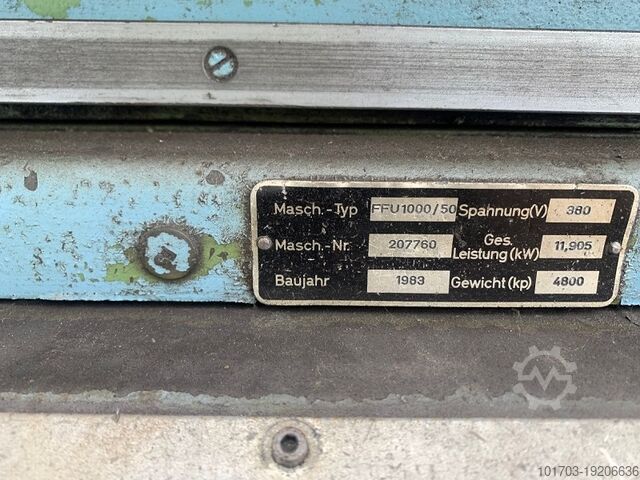 Masch.-Typ FFU1000/50 Spannung(V) 380
Masch.-Nr. 207760 Ges. Leistung(kW) 11,905
Baujahr 1983 Gewicht(kp) 4800
101703-19206636